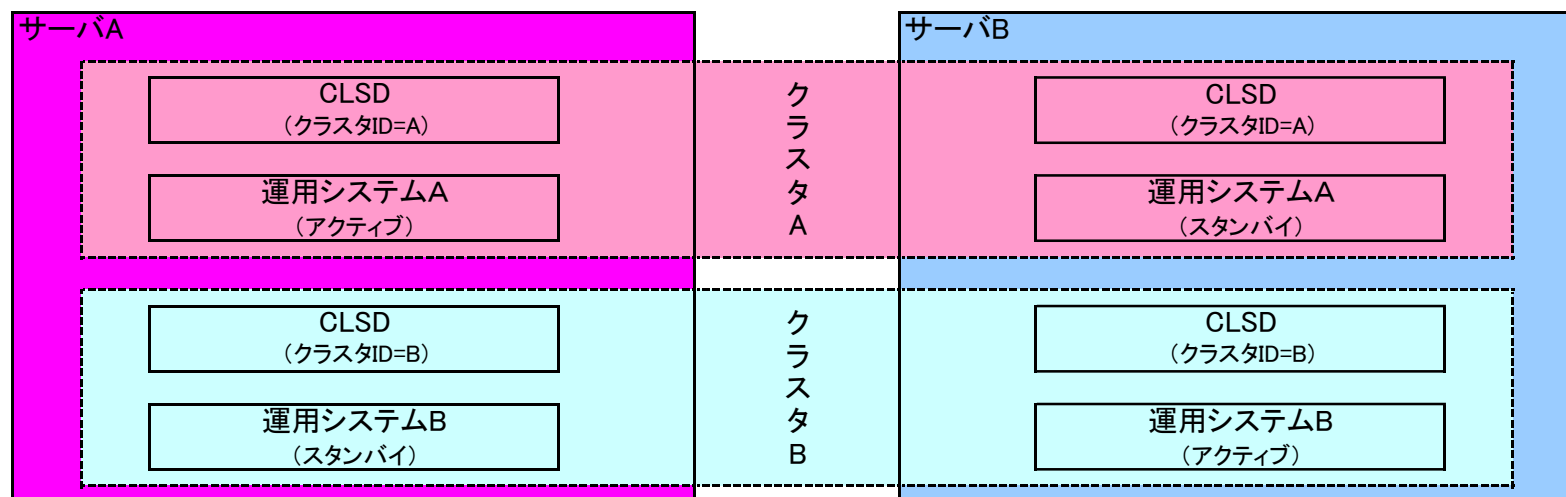 サーバA
サーバB
CLSD
（クラスタID=A）
運用システムA
（アクティブ）
クラスタA
CLSD
（クラスタID=A）
運用システムA
（スタンバイ）
CLSD
（クラスタID=B）
運用システムB
（スタンバイ）
クラスタB
CLSD
（クラスタID=B）
運用システムB
（アクティブ）